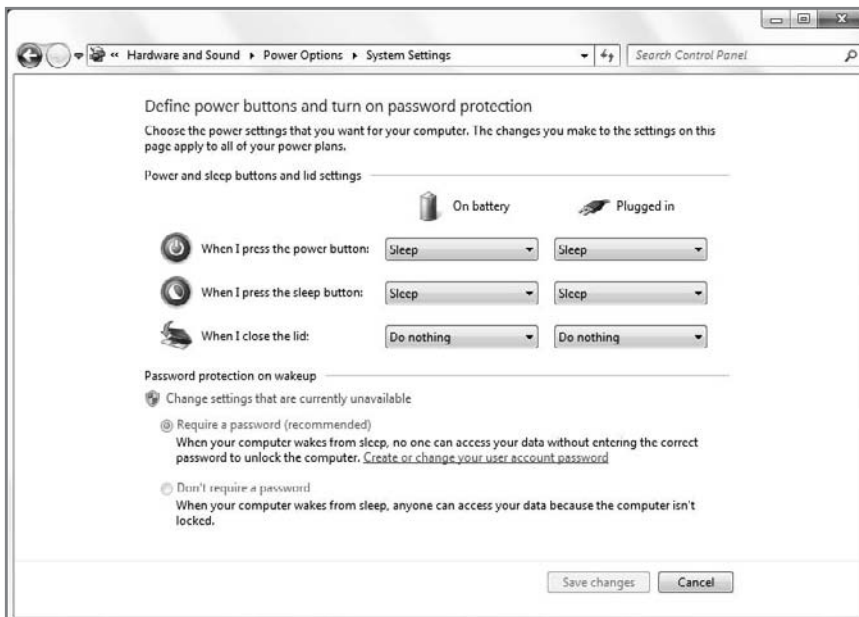 « Hardware and Sound ▸ Power Options ▸ System Settings
Search Control Panel
Define power buttons and turn on password protection
Choose the power settings that you want for your computer. The changes you make to the settings on this
page apply to all of your power plans.
Power and sleep buttons and lid settings
On battery Plugged in
When I press the power button: Sleep Sleep
When I press the sleep button: Sleep Sleep
When I close the lid: Do nothing Do nothing
Password protection on wakeup
Change settings that are currently unavailable
Require a password (recommended)
When your computer wakes from sleep, no one can access your data without entering the correct
password to unlock the computer. Create or change your user account password
Don't require a password
When your computer wakes from sleep, anyone can access your data because the computer isn't
locked.
Save changes Cancel